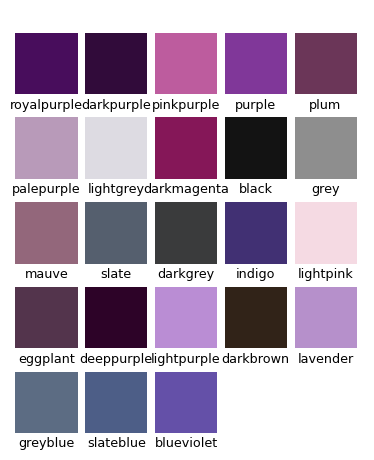 royalpurple darkpurple pinkpurple purple plum
palepurple lightgrey darkmagenta black grey
mauve slate darkgrey indigo lightpink
eggplant deeppurple lightpurple darkbrown lavender
greyblue slateblue blueviolet